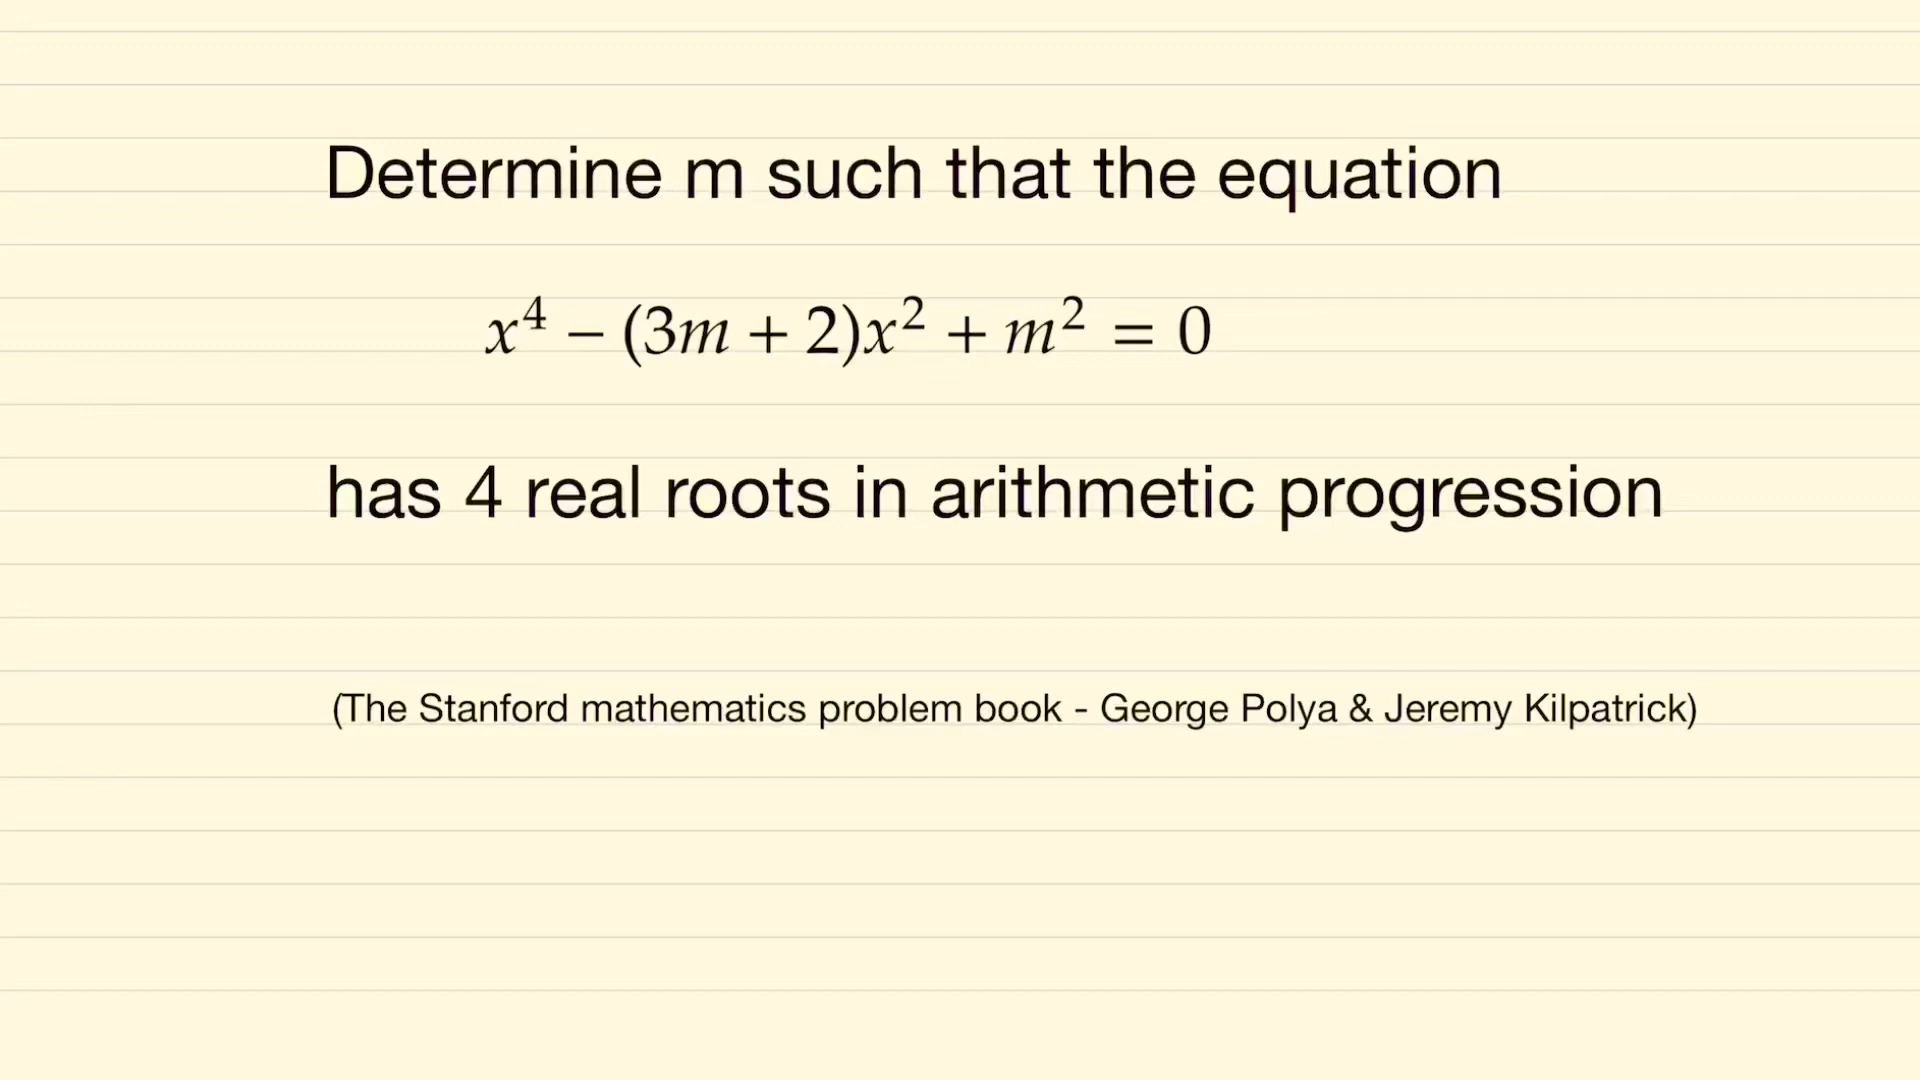 Determine m such that the equation
x⁴ − (3m + 2)x² + m² = 0
has 4 real roots in arithmetic progression
(The Stanford mathematics problem book - George Polya & Jeremy Kilpatrick)